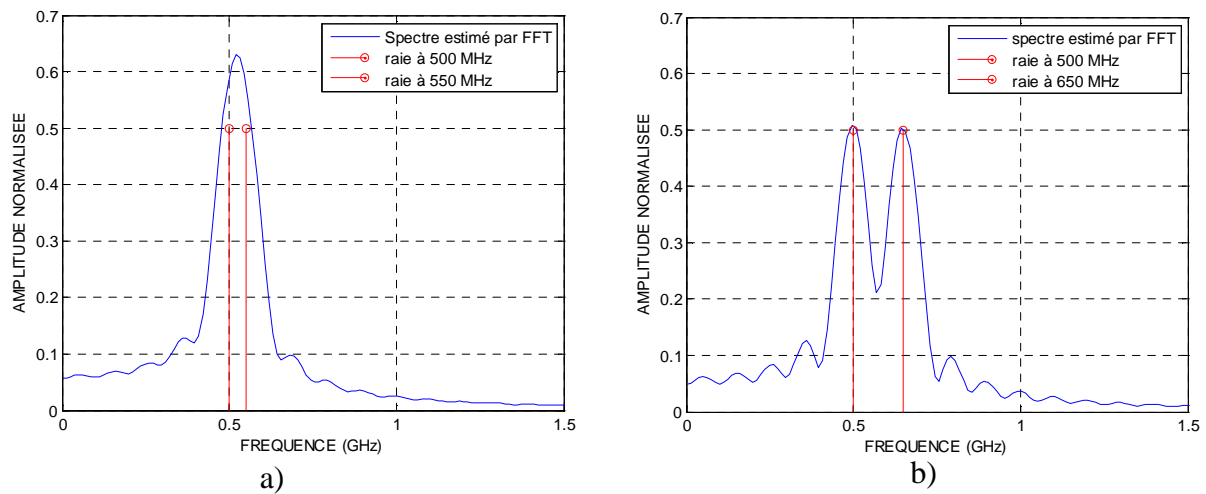 0.7
0.6
0.5
0.4
0.3
0.2
0.1
0
AMPLITUDE NORMALISEE
Spectre estimé par FFT
raie à 500 MHz
raie à 550 MHz
0
0.5
1
1.5
FREQUENCE (GHz)
a)
0.7
0.6
0.5
0.4
0.3
0.2
0.1
0
AMPLITUDE NORMALISEE
spectre estimé par FFT
raie à 500 MHz
raie à 650 MHz
0
0.5
1
1.5
FREQUENCE (GHz)
b)